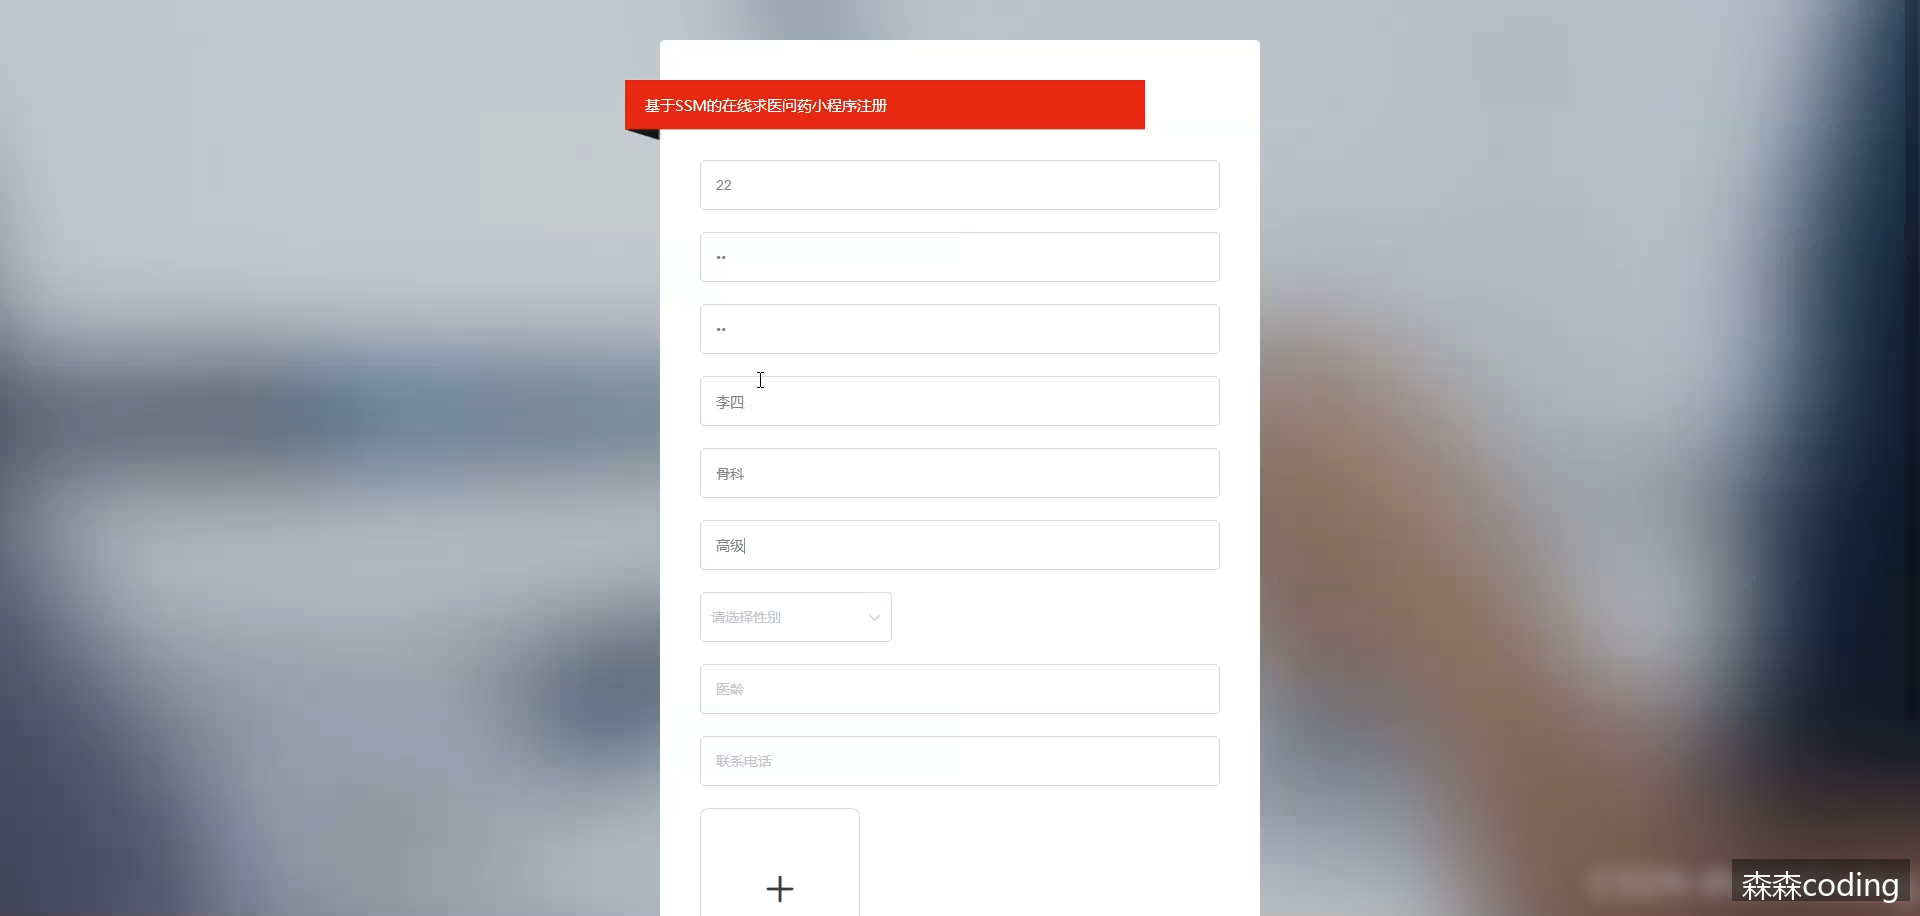 基于SSM的在线求医问药小程序注册
22
••
••
李四
骨科
高级
请选择性别
医龄
联系电话
森森coding